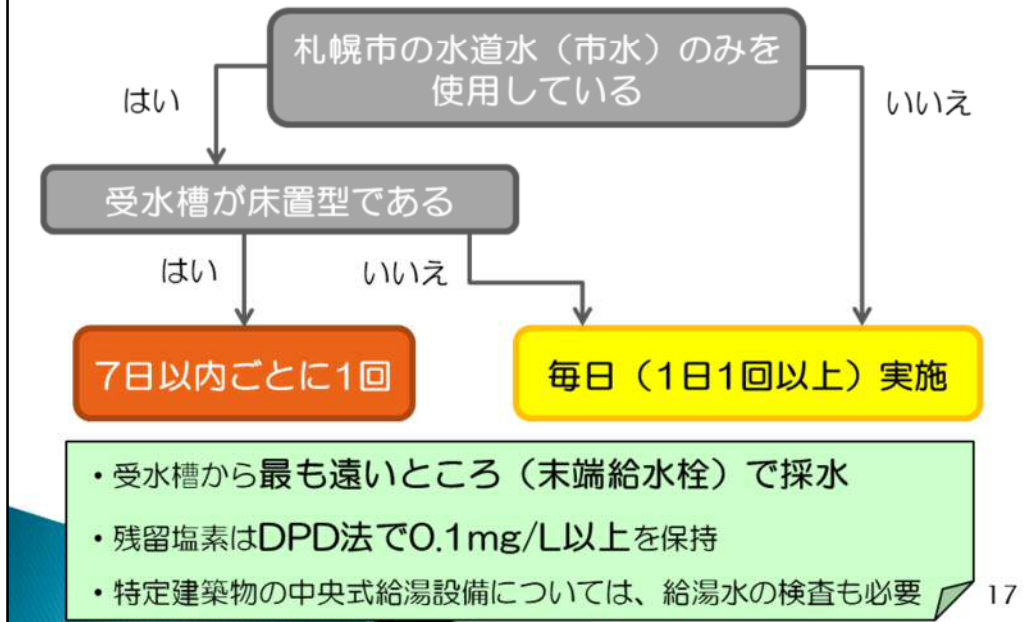 札幌市の水道水（市水）のみを
使用している
はい
いいえ
受水槽が床置型である
はい
いいえ
7日以内ごとに1回
毎日（1日1回以上）実施
・受水槽から最も遠いところ（末端給水栓）で採水
・残留塩素はDPD法で0.1mg/L以上を保持
・特定建築物の中央式給湯設備については、給湯水の検査も必要
17